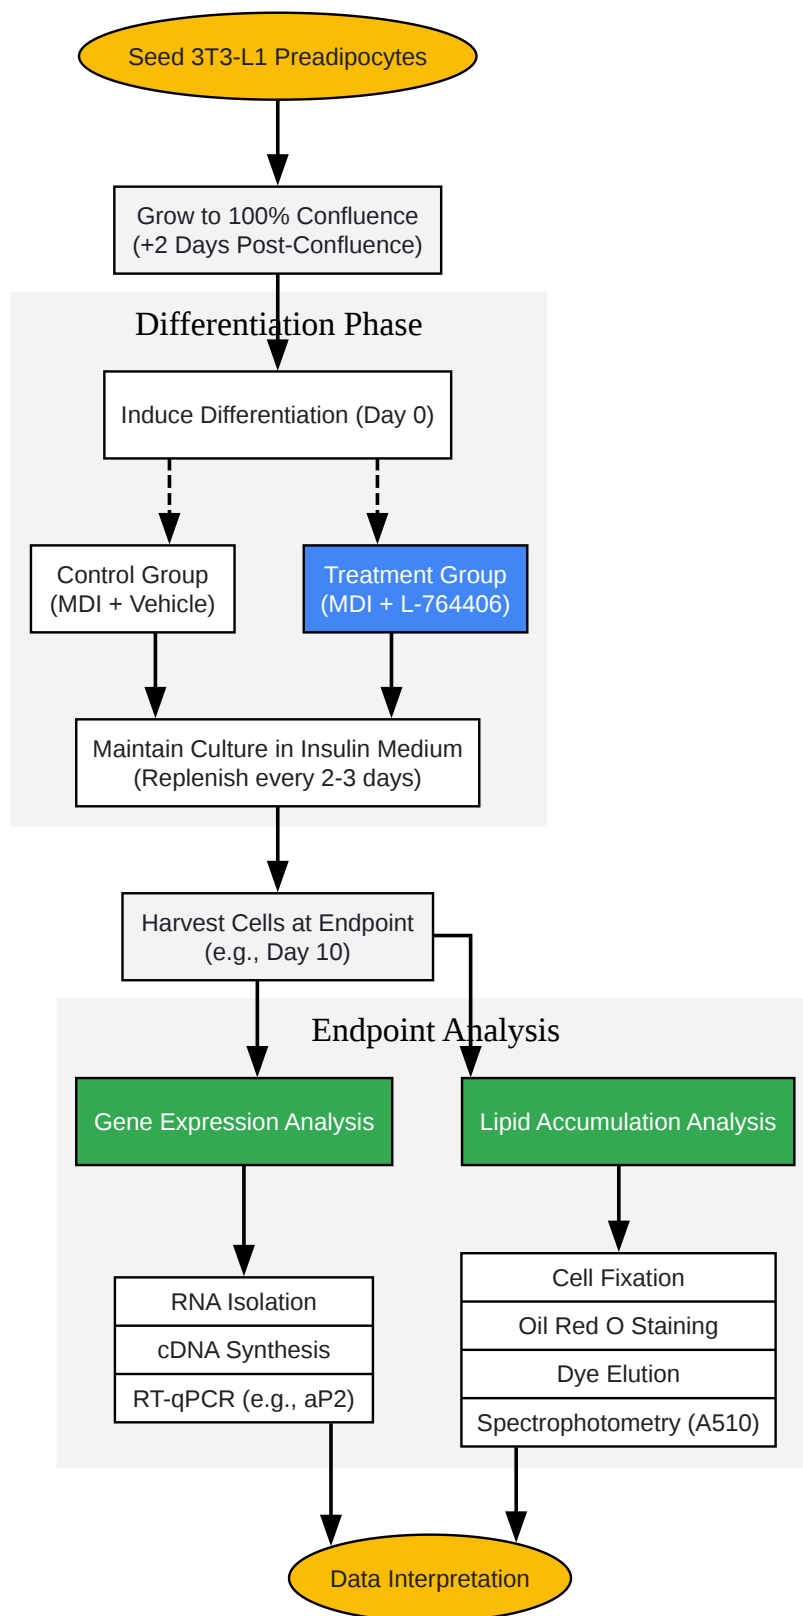 Seed 3T3-L1 Preadipocytes
Grow to 100% Confluence
(+2 Days Post-Confluence)
Differentiation Phase
Induce Differentiation (Day 0)
Control Group
(MDI + Vehicle)
Treatment Group
(MDI + L-764406)
Maintain Culture in Insulin Medium
(Replenish every 2-3 days)
Harvest Cells at Endpoint
(e.g., Day 10)
Endpoint Analysis
Gene Expression Analysis
Lipid Accumulation Analysis
RNA Isolation
cDNA Synthesis
RT-qPCR (e.g., aP2)
Cell Fixation
Oil Red O Staining
Dye Elution
Spectrophotometry (A510)
Data Interpretation